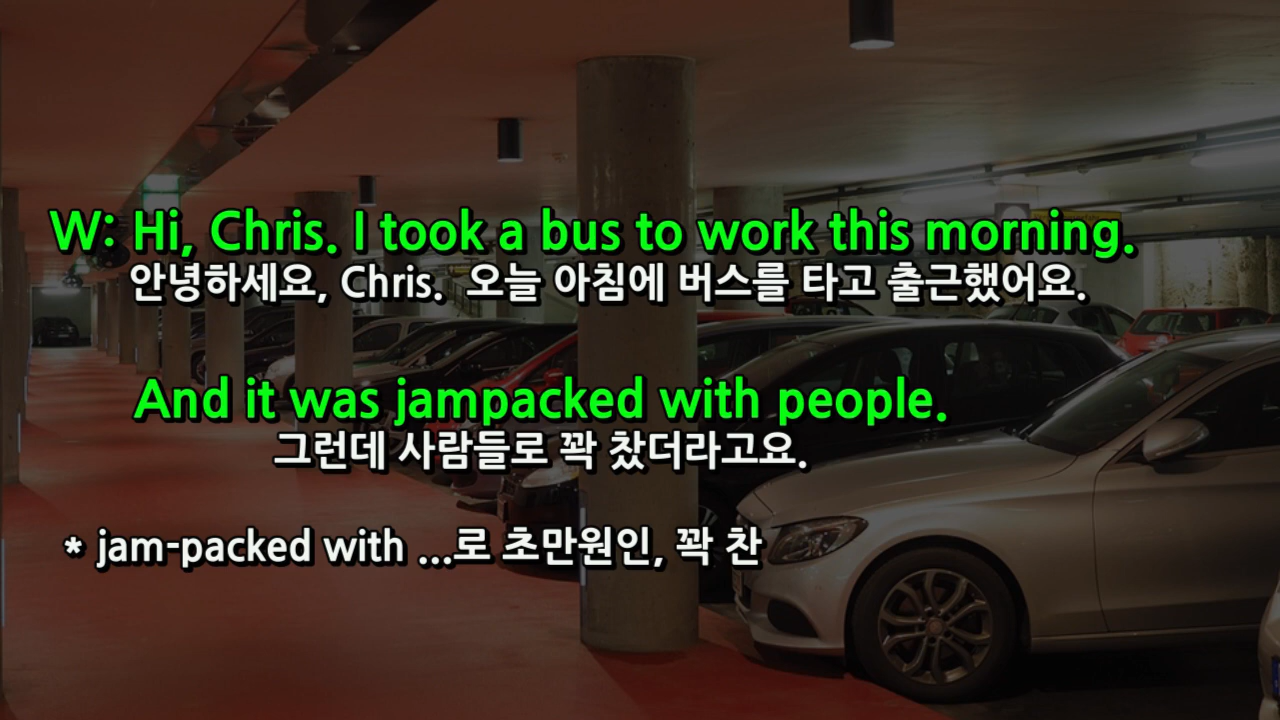 W: Hi, Chris. I took a bus to work this morning.
안녕하세요, Chris. 오늘 아침에 버스를 타고 출근했어요.
And it was jampacked with people.
그런데 사람들로 꽉 찼더라고요.
* jam-packed with ...로 초만원인, 꽉 찬